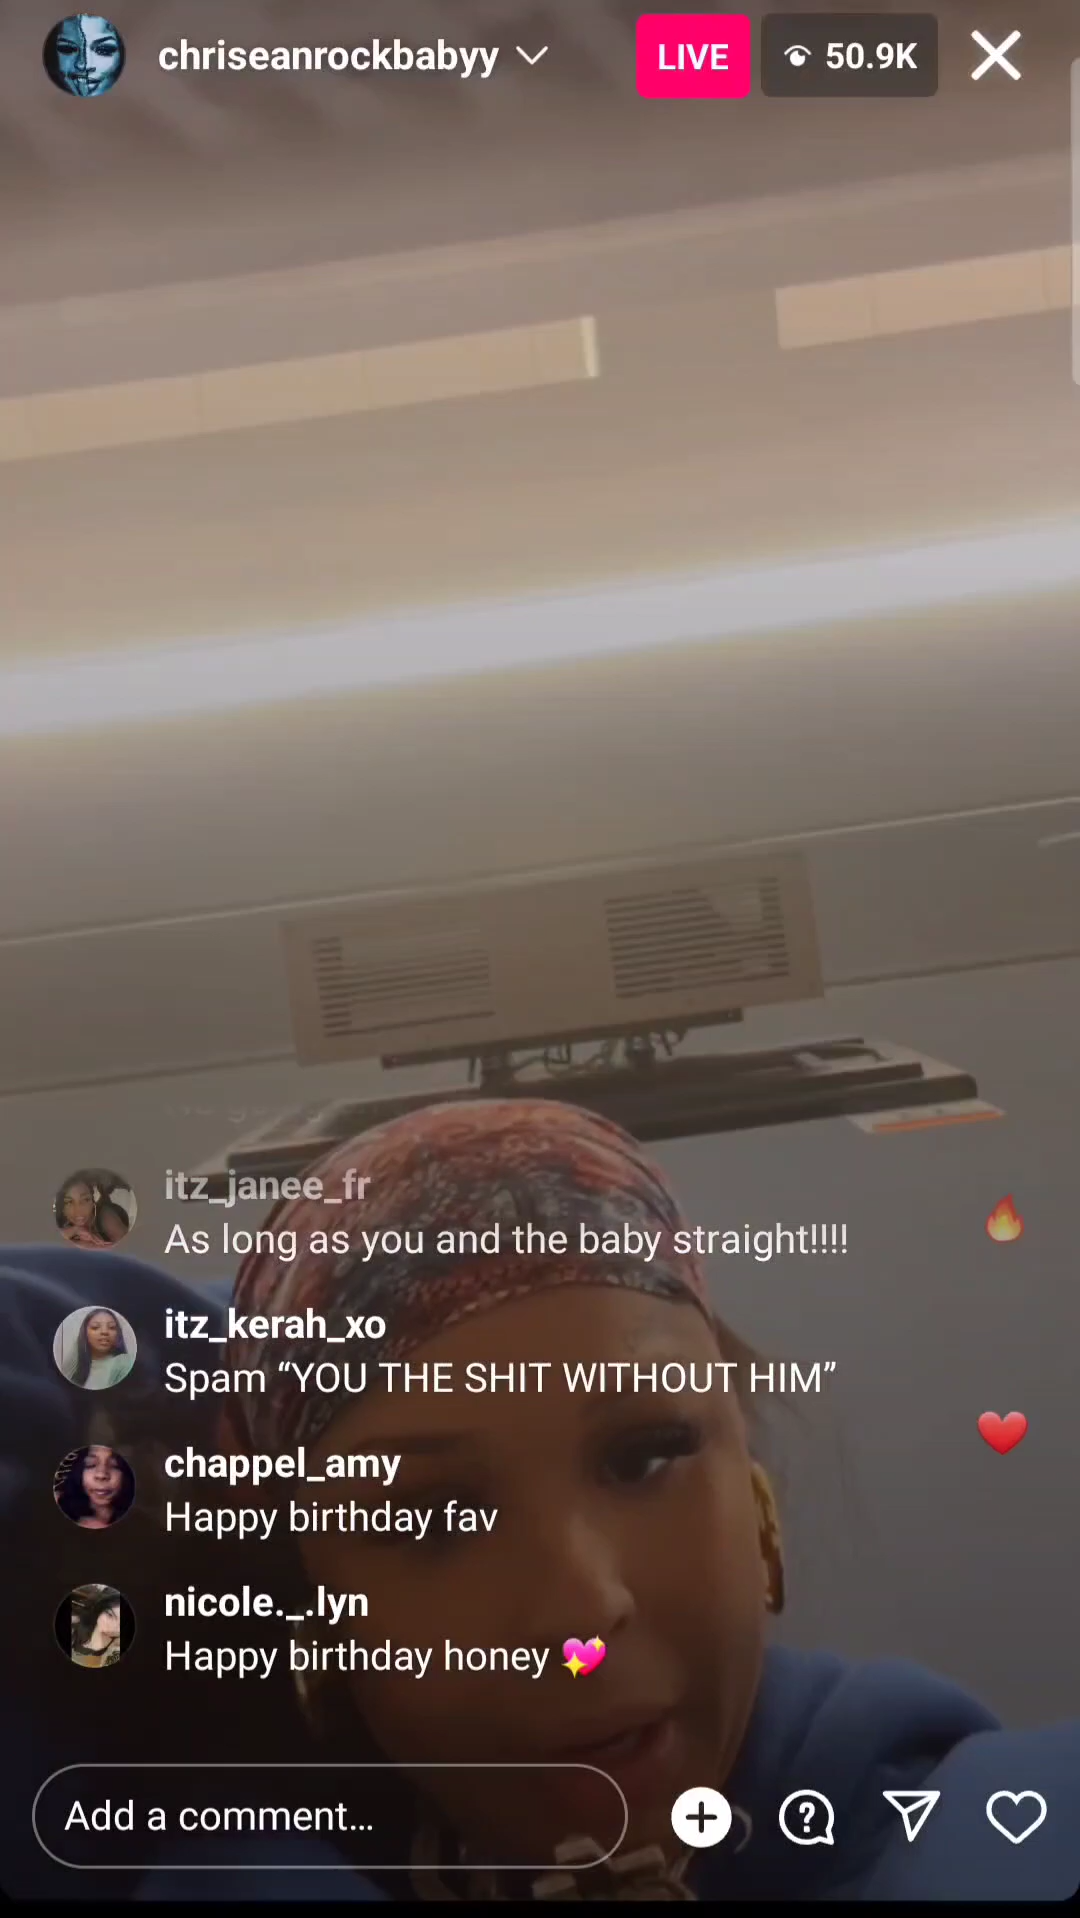 chriseanrockbabyy
LIVE
50.9K
itz_janee_fr
As long as you and the baby straight!!!!
itz_kerah_xo
Spam “YOU THE SHIT WITHOUT HIM”
chappel_amy
Happy birthday fav
nicole._.lyn
Happy birthday honey 💖
Add a comment...